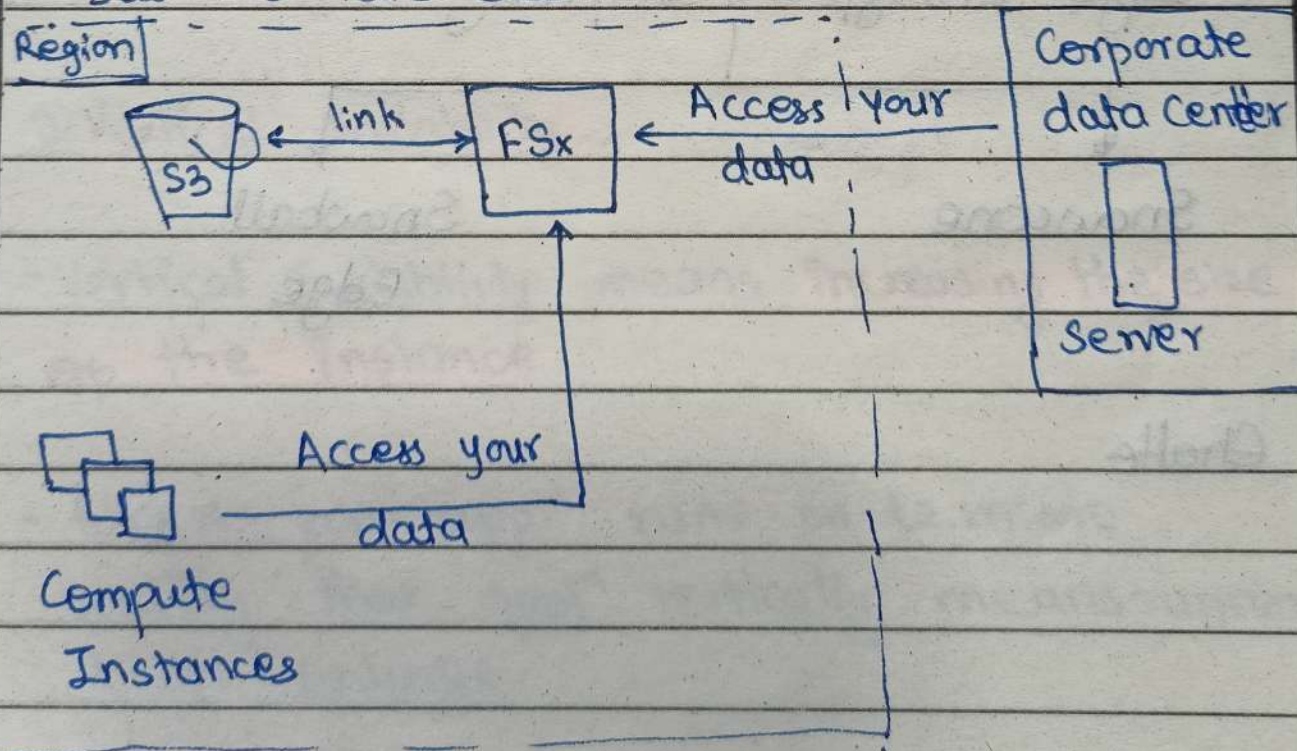 Region
Corporate
data Center
link
FSx
Access your
data
S3
Server
Access your
data
Compute
Instances